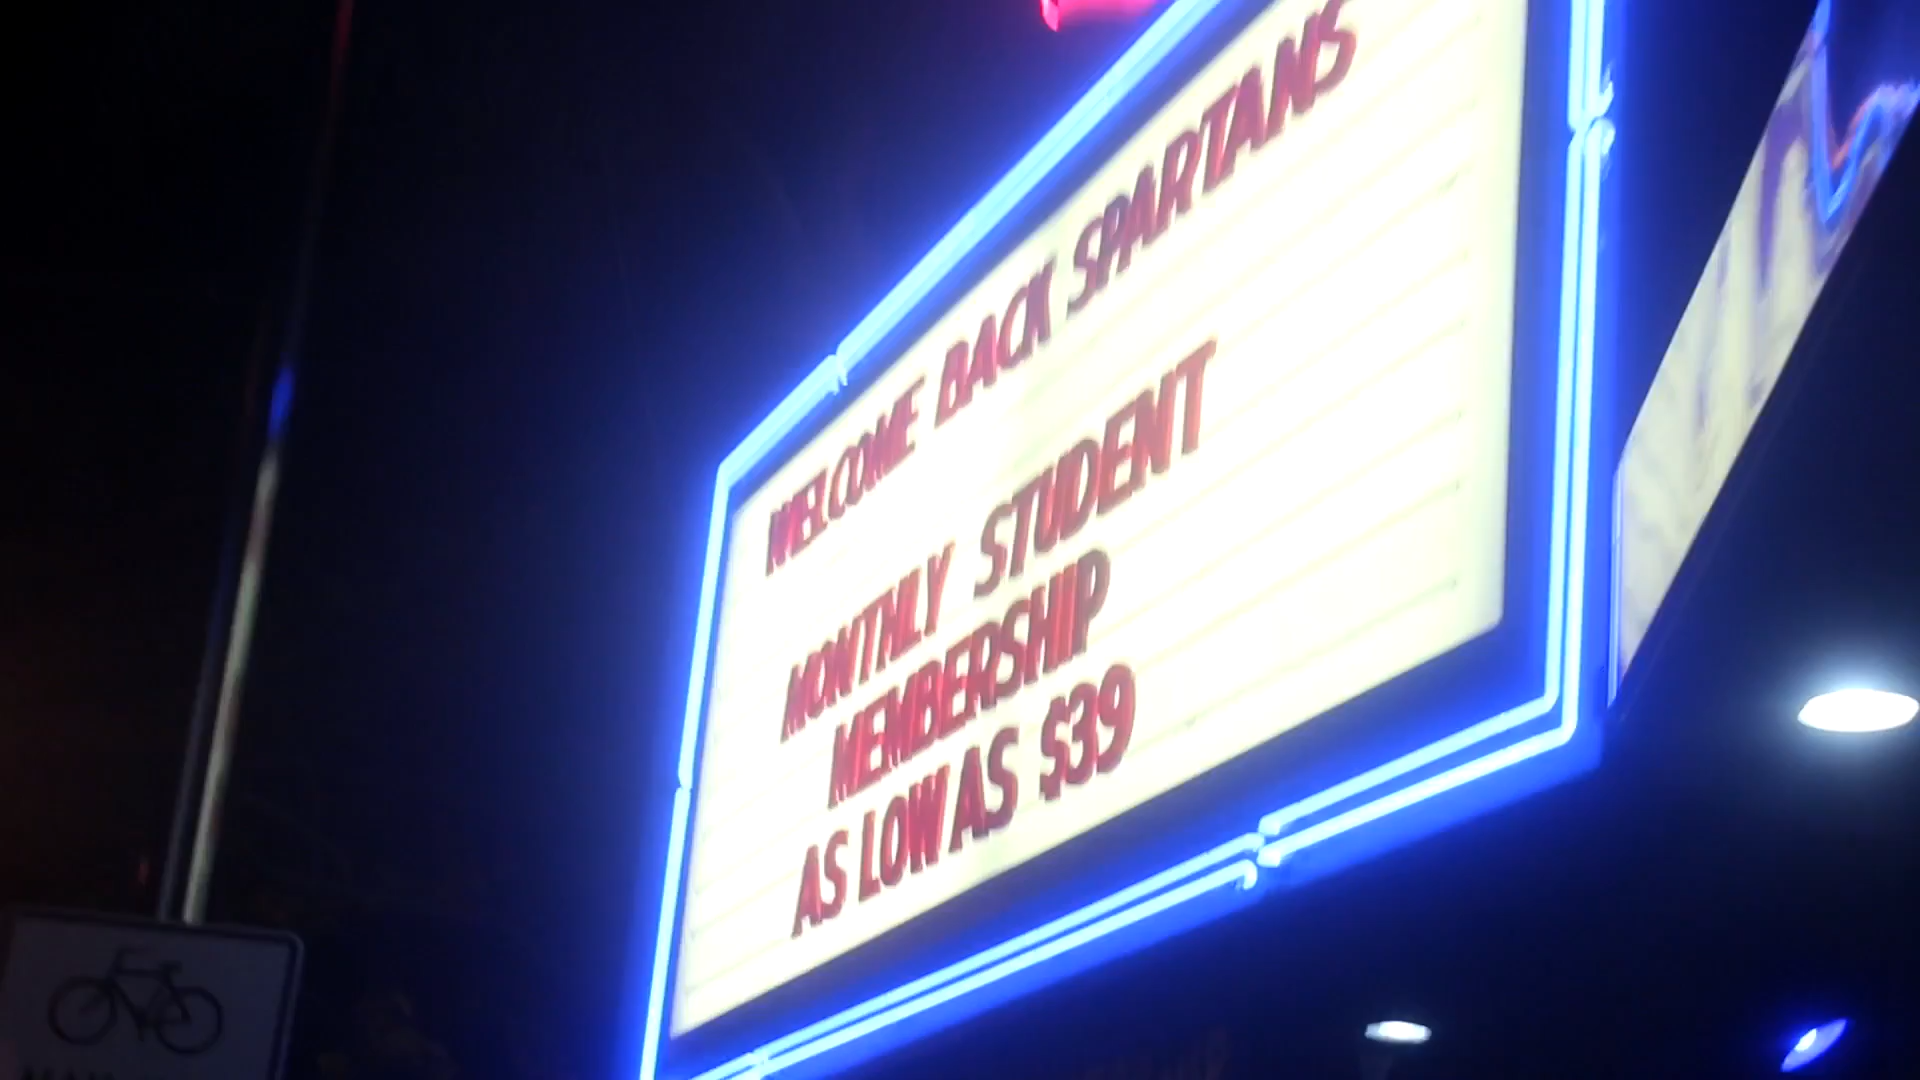 WELCOME BACK SPARTANS
MONTHLY STUDENT
MEMBERSHIP
AS LOW AS $39